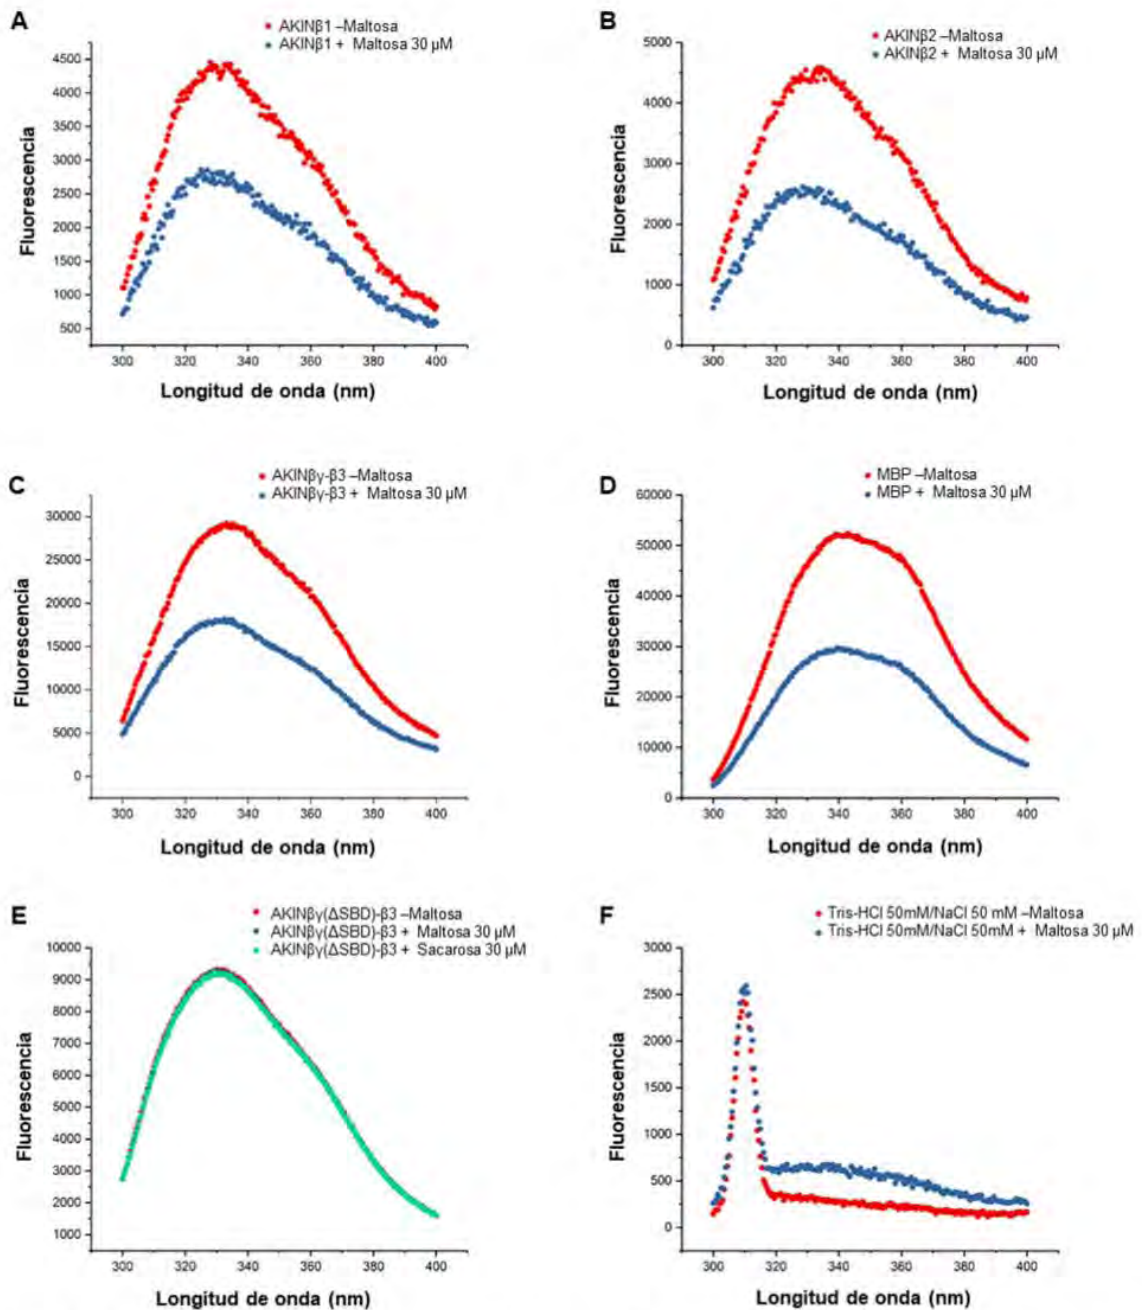 A
AKINβ1 –Maltosa
AKINβ1 + Maltosa 30 µM
4500
4000
3500
3000
2500
2000
1500
1000
500
Fluorescencia
300 320 340 360 380 400
Longitud de onda (nm)
B
AKINβ2 –Maltosa
AKINβ2 + Maltosa 30 µM
5000
4000
3000
2000
1000
0
Fluorescencia
300 320 340 360 380 400
Longitud de onda (nm)
C
AKINβγ-β3 –Maltosa
AKINβγ-β3 + Maltosa 30 µM
30000
25000
20000
15000
10000
5000
0
Fluorescencia
300 320 340 360 380 400
Longitud de onda (nm)
D
MBP –Maltosa
MBP + Maltosa 30 µM
60000
50000
40000
30000
20000
10000
0
Fluorescencia
300 320 340 360 380 400
Longitud de onda (nm)
E
AKINβγ(ΔSBD)-β3 –Maltosa
AKINβγ(ΔSBD)-β3 + Maltosa 30 µM
AKINβγ(ΔSBD)-β3 + Sacarosa 30 µM
10000
9000
8000
7000
6000
5000
4000
3000
2000
1000
Fluorescencia
300 320 340 360 380 400
Longitud de onda (nm)
F
Tris-HCl 50mM/NaCl 50 mM –Maltosa
Tris-HCl 50mM/NaCl 50mM + Maltosa 30 µM
3000
2500
2000
1500
1000
500
0
Fluorescencia
300 320 340 360 380 400
Longitud de onda (nm)